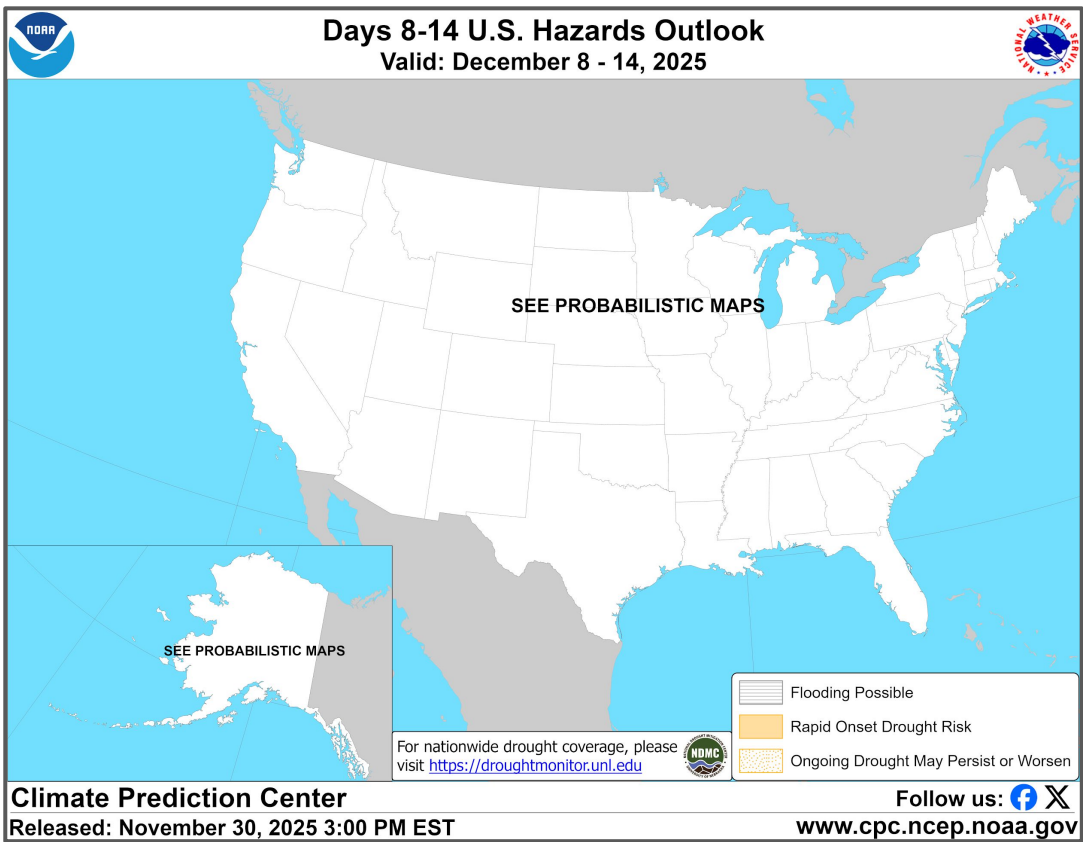 NOAA
Days 8-14 U.S. Hazards Outlook
Valid: December 8 - 14, 2025
NATIONAL WEATHER SERVICE
SEE PROBABILISTIC MAPS
SEE PROBABILISTIC MAPS
For nationwide drought coverage, please
visit https://droughtmonitor.unl.edu
NDMC
Flooding Possible
Rapid Onset Drought Risk
Ongoing Drought May Persist or Worsen
Climate Prediction Center
Released: November 30, 2025 3:00 PM EST
Follow us:
www.cpc.ncep.noaa.gov